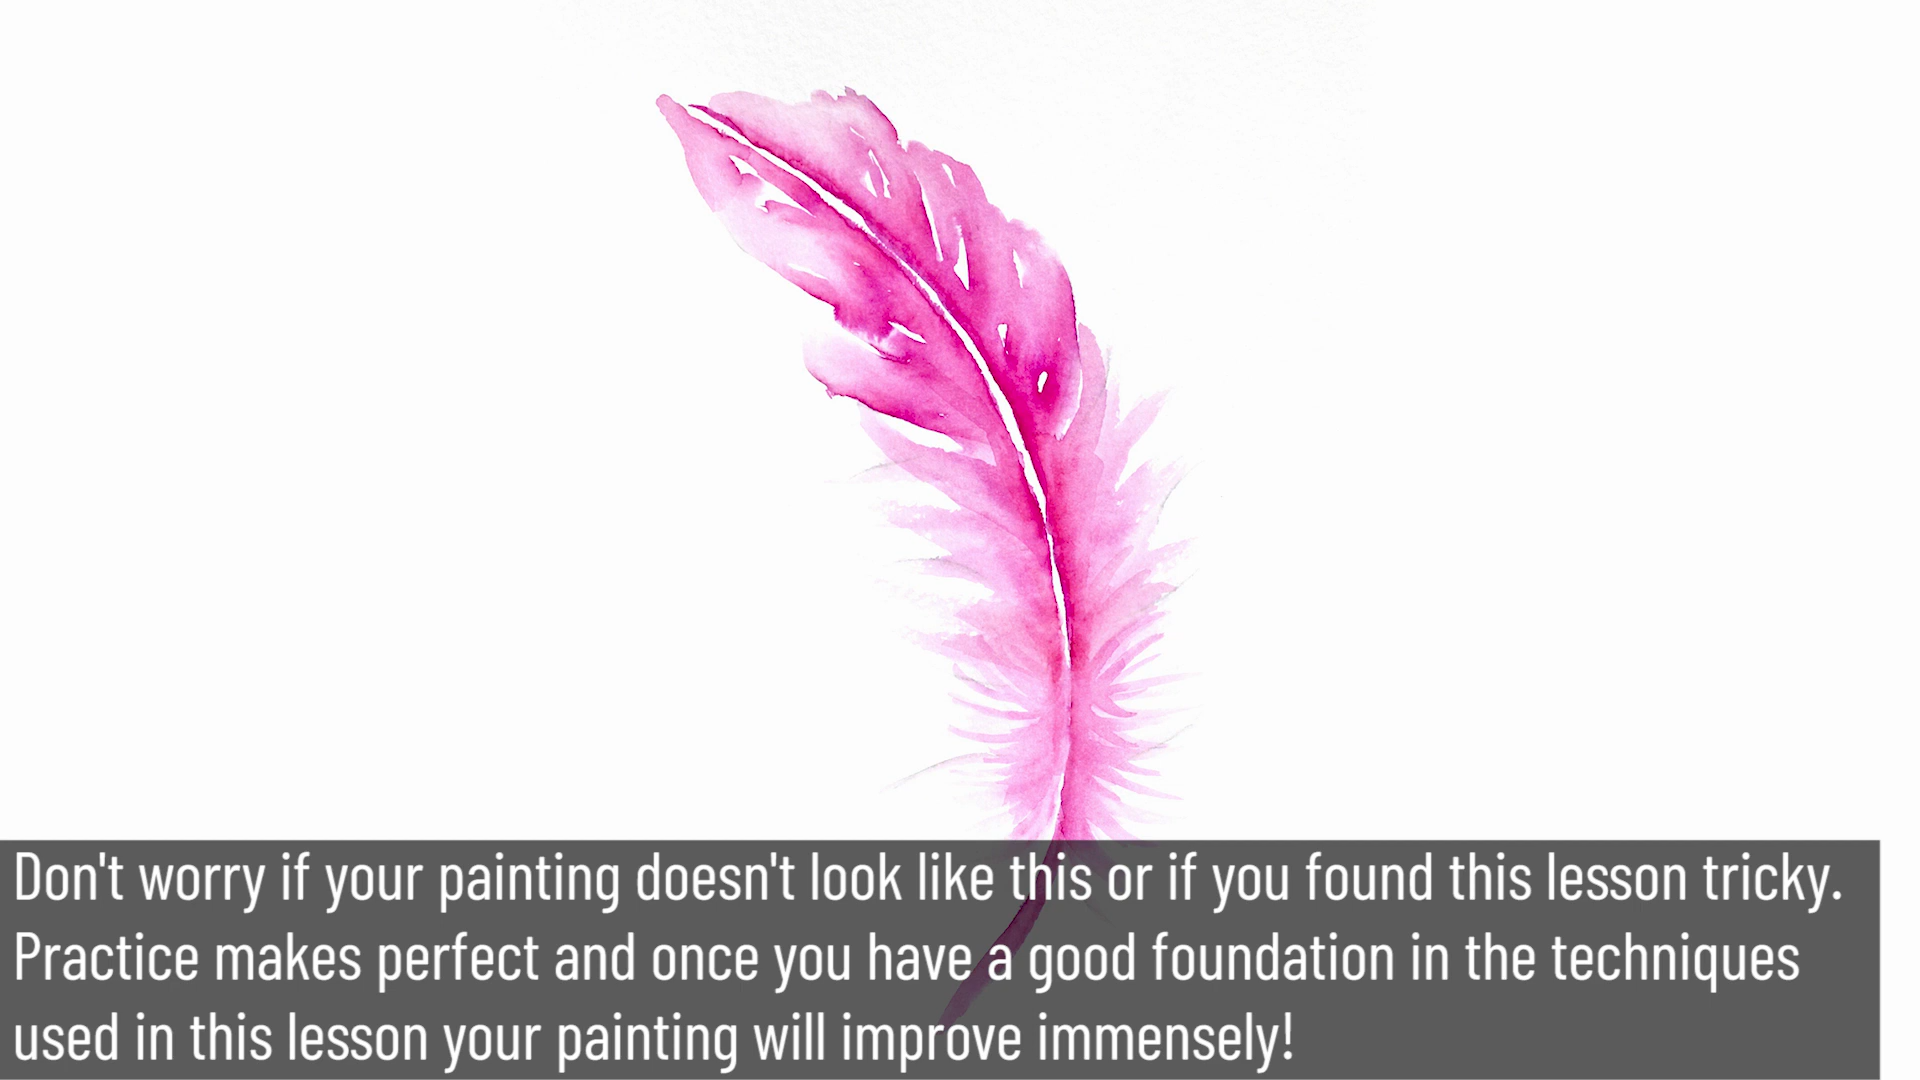 Don't worry if your painting doesn't look like this or if you found this lesson tricky.
Practice makes perfect and once you have a good foundation in the techniques
used in this lesson your painting will improve immensely!